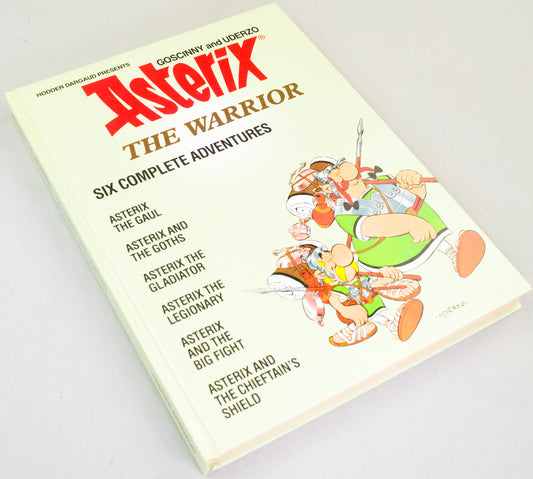 HODDER DARGAUD PRESENTS
GOSCINNY and UDERZO
Asterix®
THE WARRIOR
SIX COMPLETE ADVENTURES
ASTERIX
THE GAUL
ASTERIX AND
THE GOTHS
ASTERIX THE
GLADIATOR
ASTERIX THE
LEGIONARY
ASTERIX
AND THE
BIG FIGHT
ASTERIX AND
THE CHIEFTAIN'S
SHIELD
UDERZO